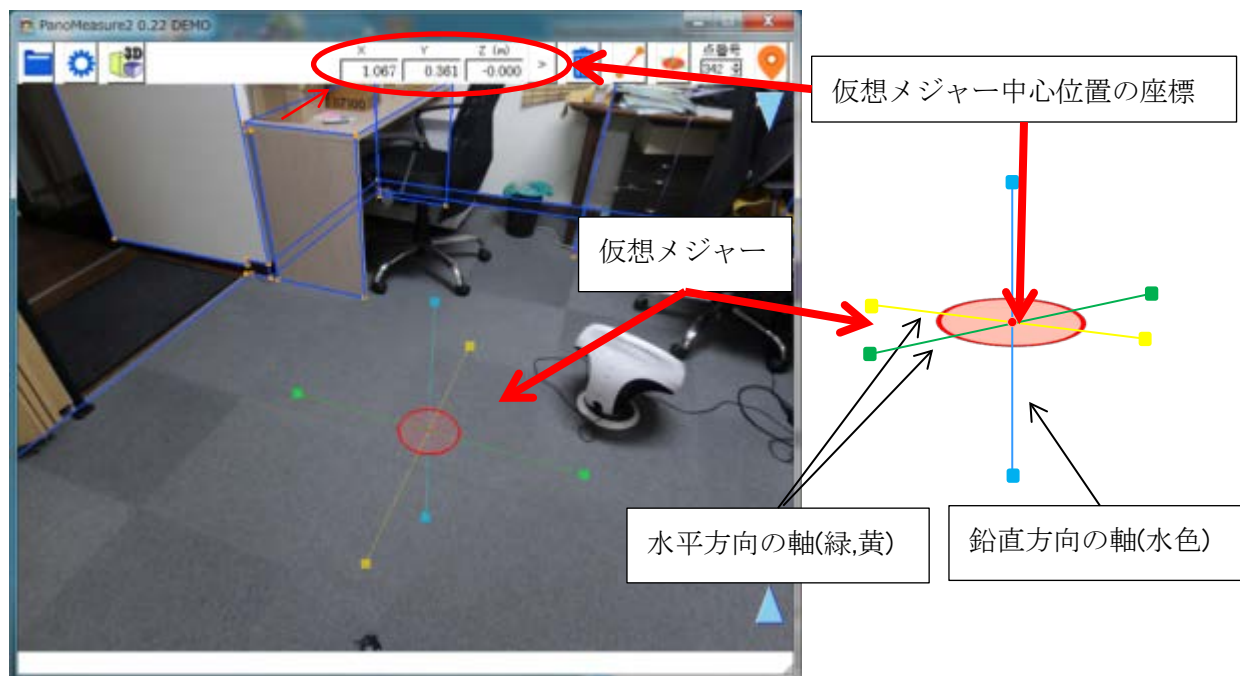 PanoMeasure2 0.22 DEMO
X Y Z (m)
点番号
3D
1.067 0.361 -0.000 >
942
仮想メジャー中心位置の座標
仮想メジャー
水平方向の軸(緑,黄)
鉛直方向の軸(水色)